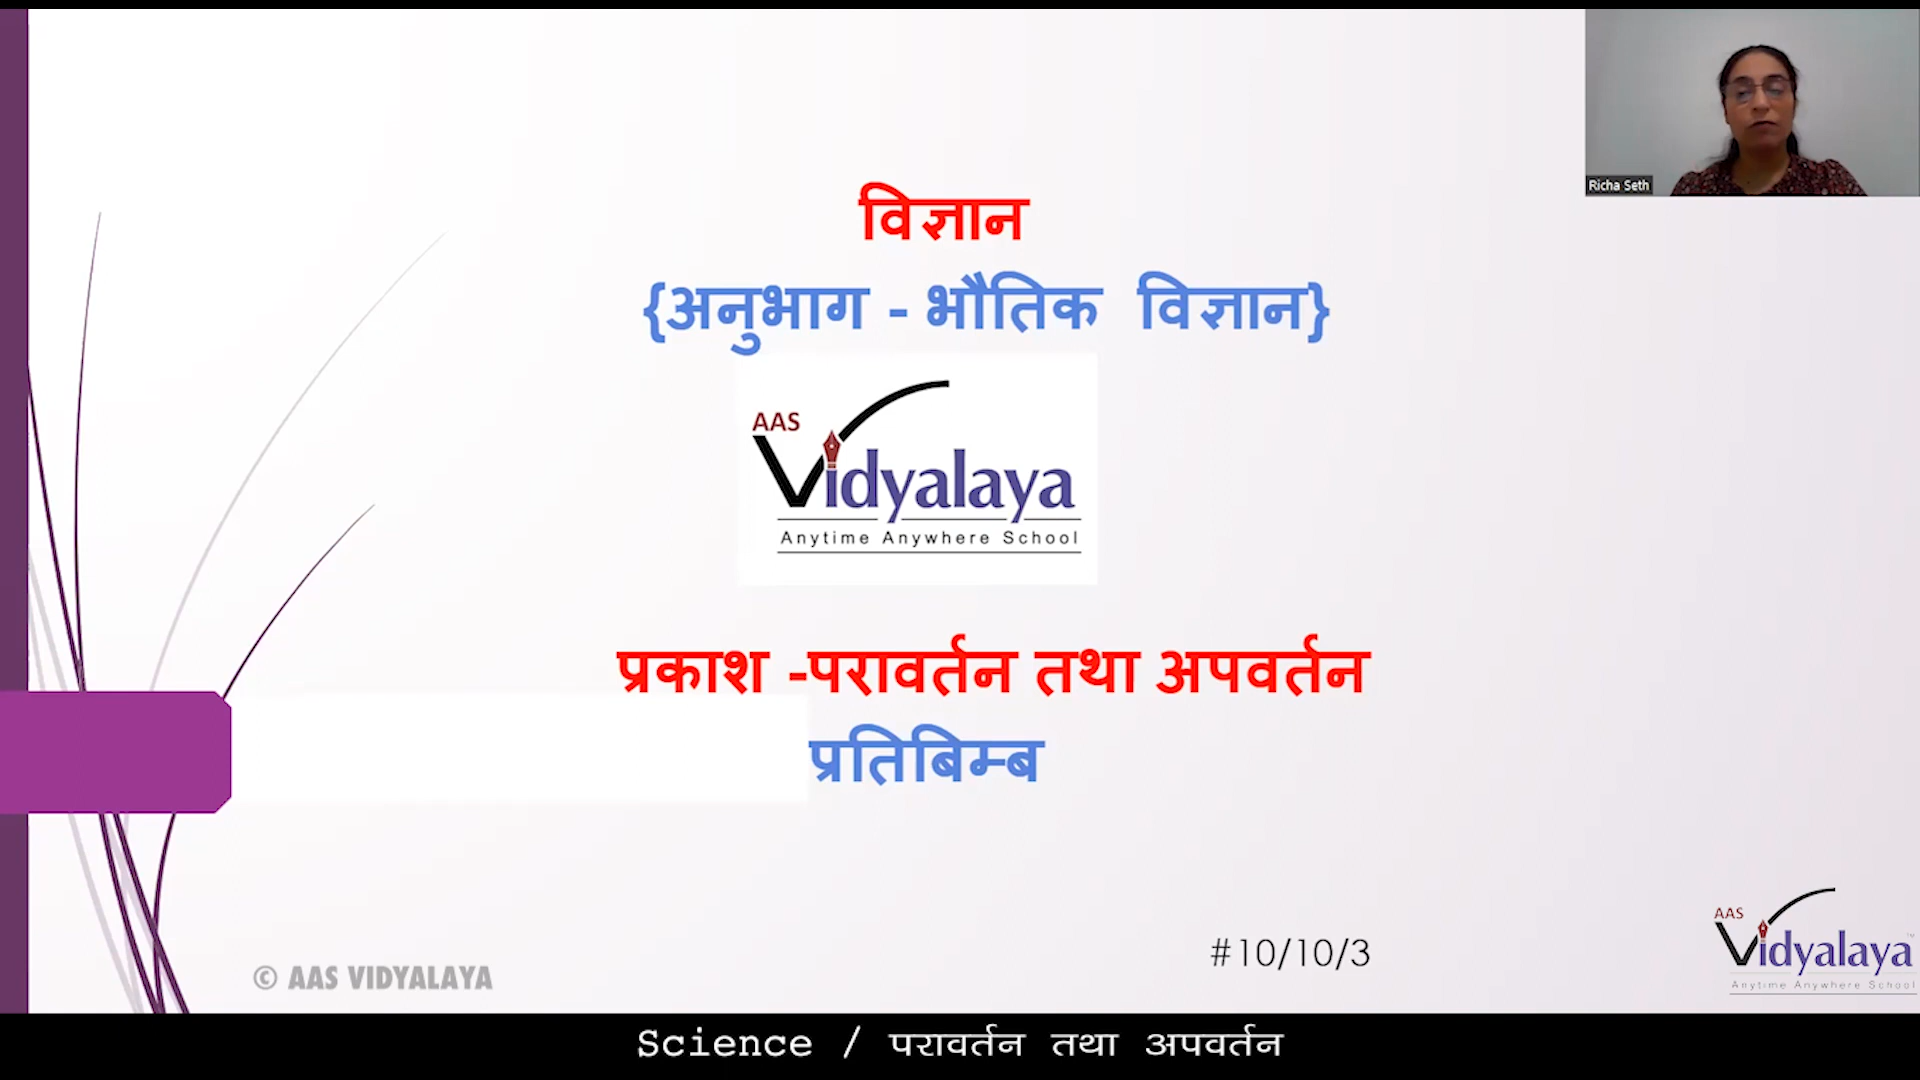 Richa Seth
विज्ञान
{अनुभाग - भौतिक विज्ञान}
AAS
Vidyalaya
Anytime Anywhere School
प्रकाश -परावर्तन तथा अपवर्तन
प्रतिबिम्ब
#10/10/3
© AAS VIDYALAYA
AAS
Vidyalaya
Anytime Anywhere School
Science / परावर्तन तथा अपवर्तन